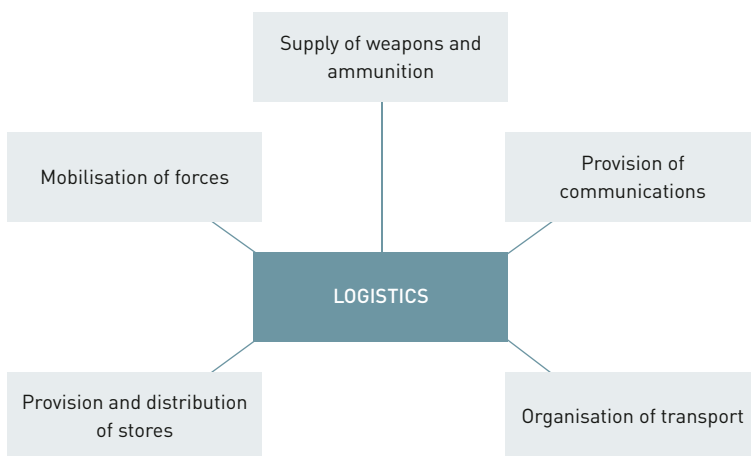 Supply of weapons and
ammunition
Mobilisation of forces
Provision of
communications
LOGISTICS
Provision and distribution
of stores
Organisation of transport